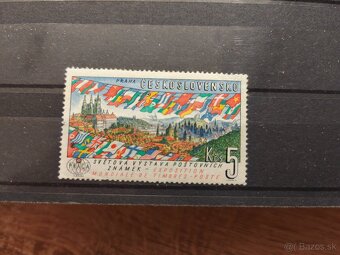 PRAHA ČESKOSLOVENSKO
Kčs 5
SVĚTOVÁ VÝSTAVA POŠTOVNÍCH
ZNÁMEK – EXPOSITION
MONDIALE DE TIMBRES-POSTE
bazos.sk